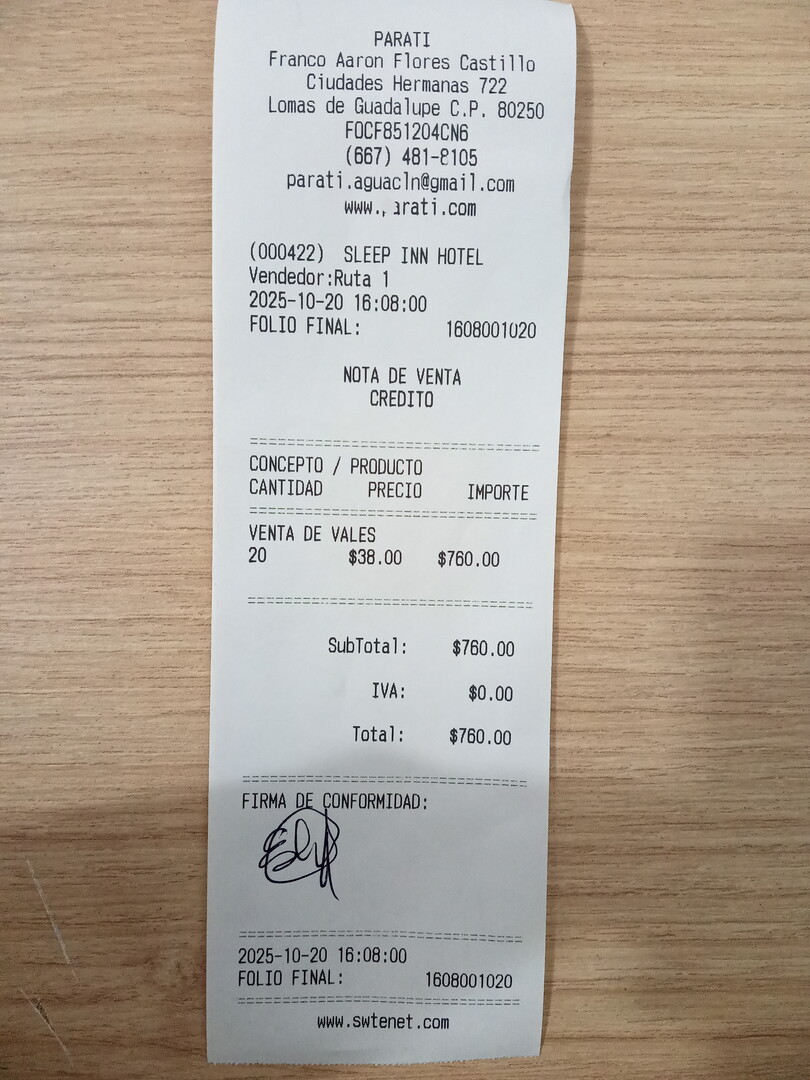 PARATI
Franco Aaron Flores Castillo
Ciudades Hermanas 722
Lomas de Guadalupe C.P. 80250
FOCF851204CN6
(667) 481-8105
parati.aguacln@gmail.com
(000422) SLEEP INN HOTEL
Vendedor:Ruta 1
2025-10-20 16:08:00
FOLIO FINAL: 1608001020
NOTA DE VENTA
CREDITO
CONCEPTO / PRODUCTO
CANTIDAD PRECIO IMPORTE
VENTA DE VALES
20 $38.00 $760.00
SubTotal: $760.00
IVA: $0.00
Total: $760.00
FIRMA DE CONFORMIDAD:
2025-10-20 16:08:00
FOLIO FINAL: 1608001020
www.swtenet.com